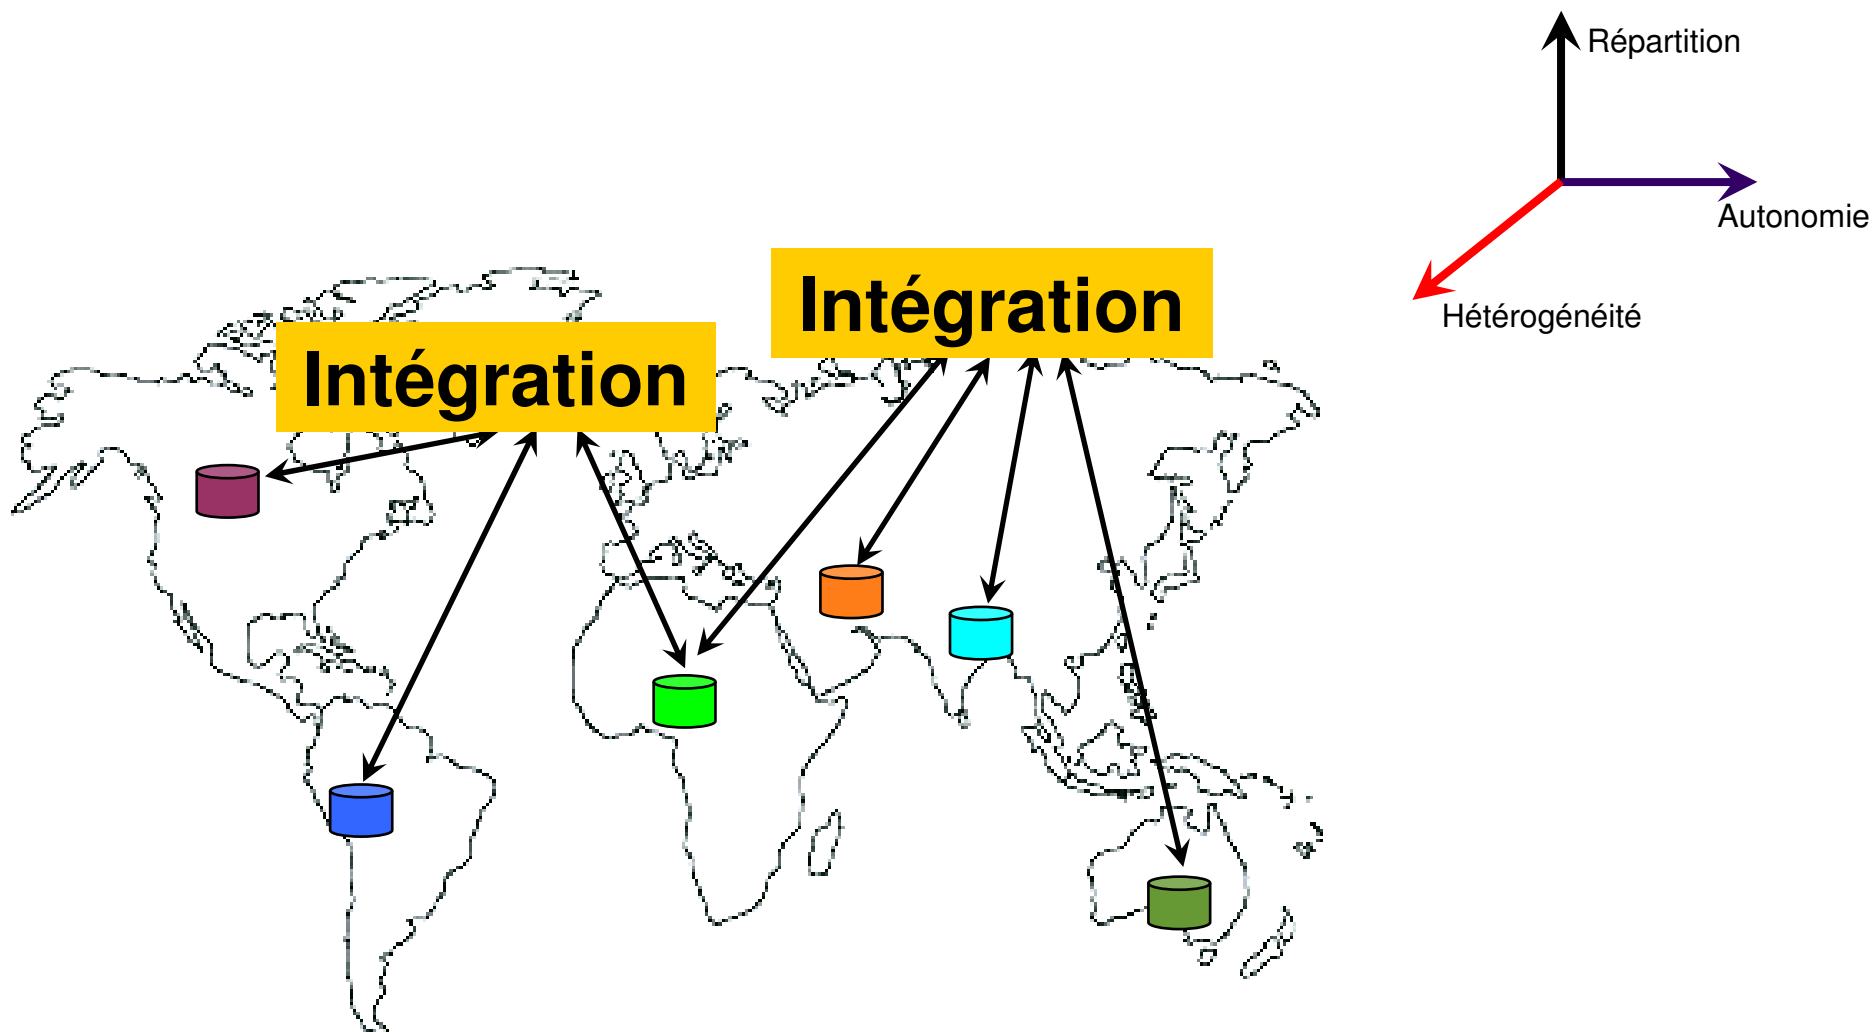 Répartition
Autonomie
Hétérogénéité
Intégration
Intégration